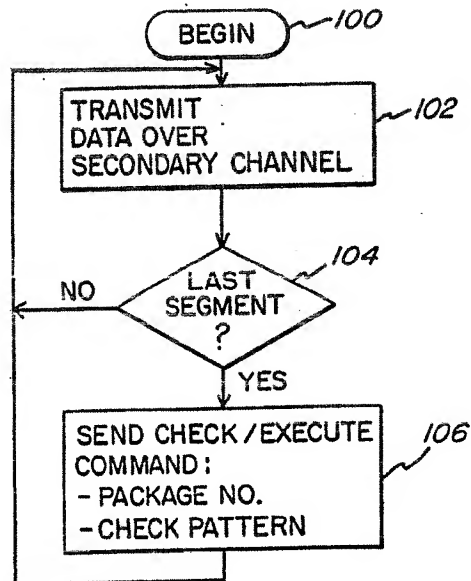 BEGIN
100
TRANSMIT
DATA OVER
SECONDARY CHANNEL
102
LAST
SEGMENT
?
104
NO
YES
SEND CHECK/EXECUTE
COMMAND:
- PACKAGE NO.
- CHECK PATTERN
106